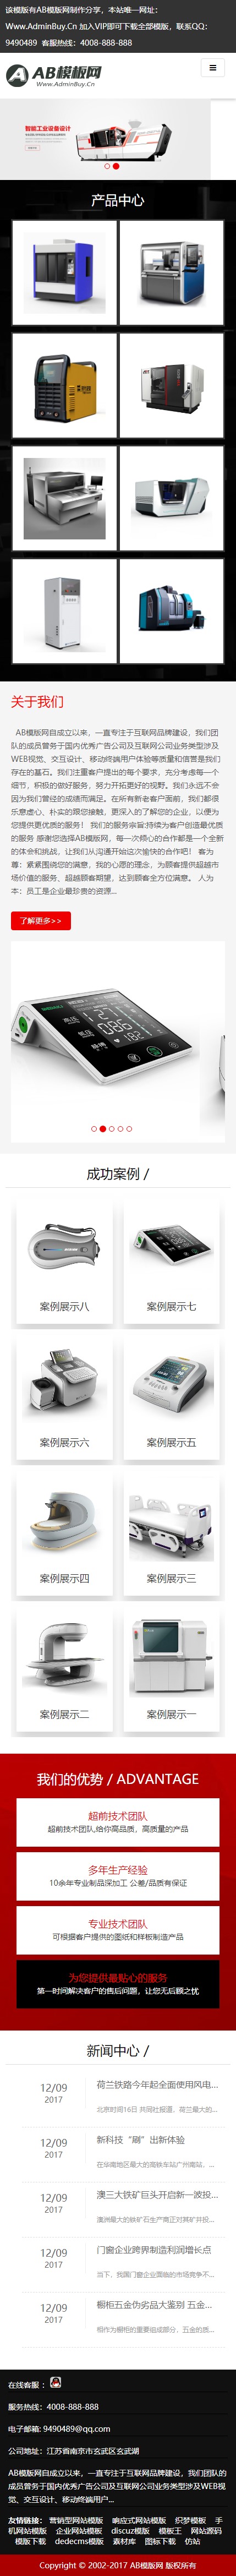 该模版有AB模版网制作分享，本站唯一网址：
Www.AdminBuy.Cn 加入VIP即可下载全部模版，联系QQ：
9490489 客服热线：4008-888-888
AB模板网
Www.AdminBuy.Cn
智能工业设备设计
产品中心
关于我们
AB模版网自成立以来，一直专注于互联网品牌建设，我们团
队的成员曾务于国内优秀广告公司及互联网公司业务类型涉及
WEB视觉、交互设计、移动终端用户体验等质量和信誉是我们
存在的基石。我们注重客户提出的每个要求，充分考虑每一个
细节，积极的做好服务，努力开拓更好的视野。我们永远不会
因为我们曾经的成绩而满足。在所有新老客户面前，我们都很
乐意虚心、朴实的跟您接触，更深入的了解您的企业，以便为
您提供更优质的服务！ 我们的服务宗旨:持续为客户创造最优质
的服务.感谢您选择AB模版网，每一次倾心的合作都是一个全新
的体会和挑战，让我们从沟通开始这次愉快的合作吧！ 客为
尊：紧紧围绕您的满意，我的心愿的理念，为顾客提供超越市
场价值的服务、超越顾客期望，达到顾客全方位满意。 人为
本：员工是企业最珍贵的资源...
了解更多>>
成功案例 /
案例展示八
案例展示七
案例展示六
案例展示五
案例展示四
案例展示三
案例展示二
案例展示一
我们的优势 / ADVANTAGE
超前技术团队
超前技术团队,给你高品质，高质量的产品
多年生产经验
10余年专业制品深加工 公差/品质有保证
专业技术团队
可根据客户提供的图纸和样板制造产品
为您提供最贴心的服务
第一时间解决客户的售后问题，让您无后顾之忧
新闻中心 /
12/09
2017
荷兰铁路今年起全面使用风电...
北京时间16日 共同社报道，荷兰最大的...
12/09
2017
新科技“刷”出新体验
在华南地区最大的高铁车站广州南站，...
12/09
2017
澳三大铁矿巨头开启新一波投...
澳洲最大的铁矿石生产商正对其矿井投...
12/09
2017
门窗企业跨界制造利润增长点
当下，我国门窗企业面临的市场竞争不...
12/09
2017
橱柜五金伪劣品大鉴别 五金...
相作为橱柜的重要组成部分，五金的质...
在线客服：
服务热线：4008-888-888
电子邮箱: 9490489@qq.com
公司地址：江苏省南京市玄武区玄武湖
AB模版网自成立以来，一直专注于互联网品牌建设，我们团队的
成员曾务于国内优秀广告公司及互联网公司业务类型涉及WEB视
觉、交互设计、移动终端用户...
友情链接： 营销型网站模版 响应式网站模版 织梦模板 手
机网站模版 企业网站模板 discuz模版 模板王 网站源码
模版下载 dedecms模版 素材库 图标下载 仿站
Copyright © 2002-2017 AB模版网 版权所有